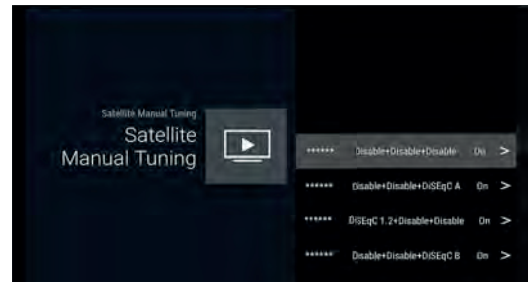 Satellite Manual Tuning
Satellite
Manual Tuning
****** Disable+Disable+Disable On >
****** Disable+Disable+DiSEqC A On >
****** DiSEqC 1.2+Disable+Disable On >
****** Disable+Disable+DiSEqC B On >